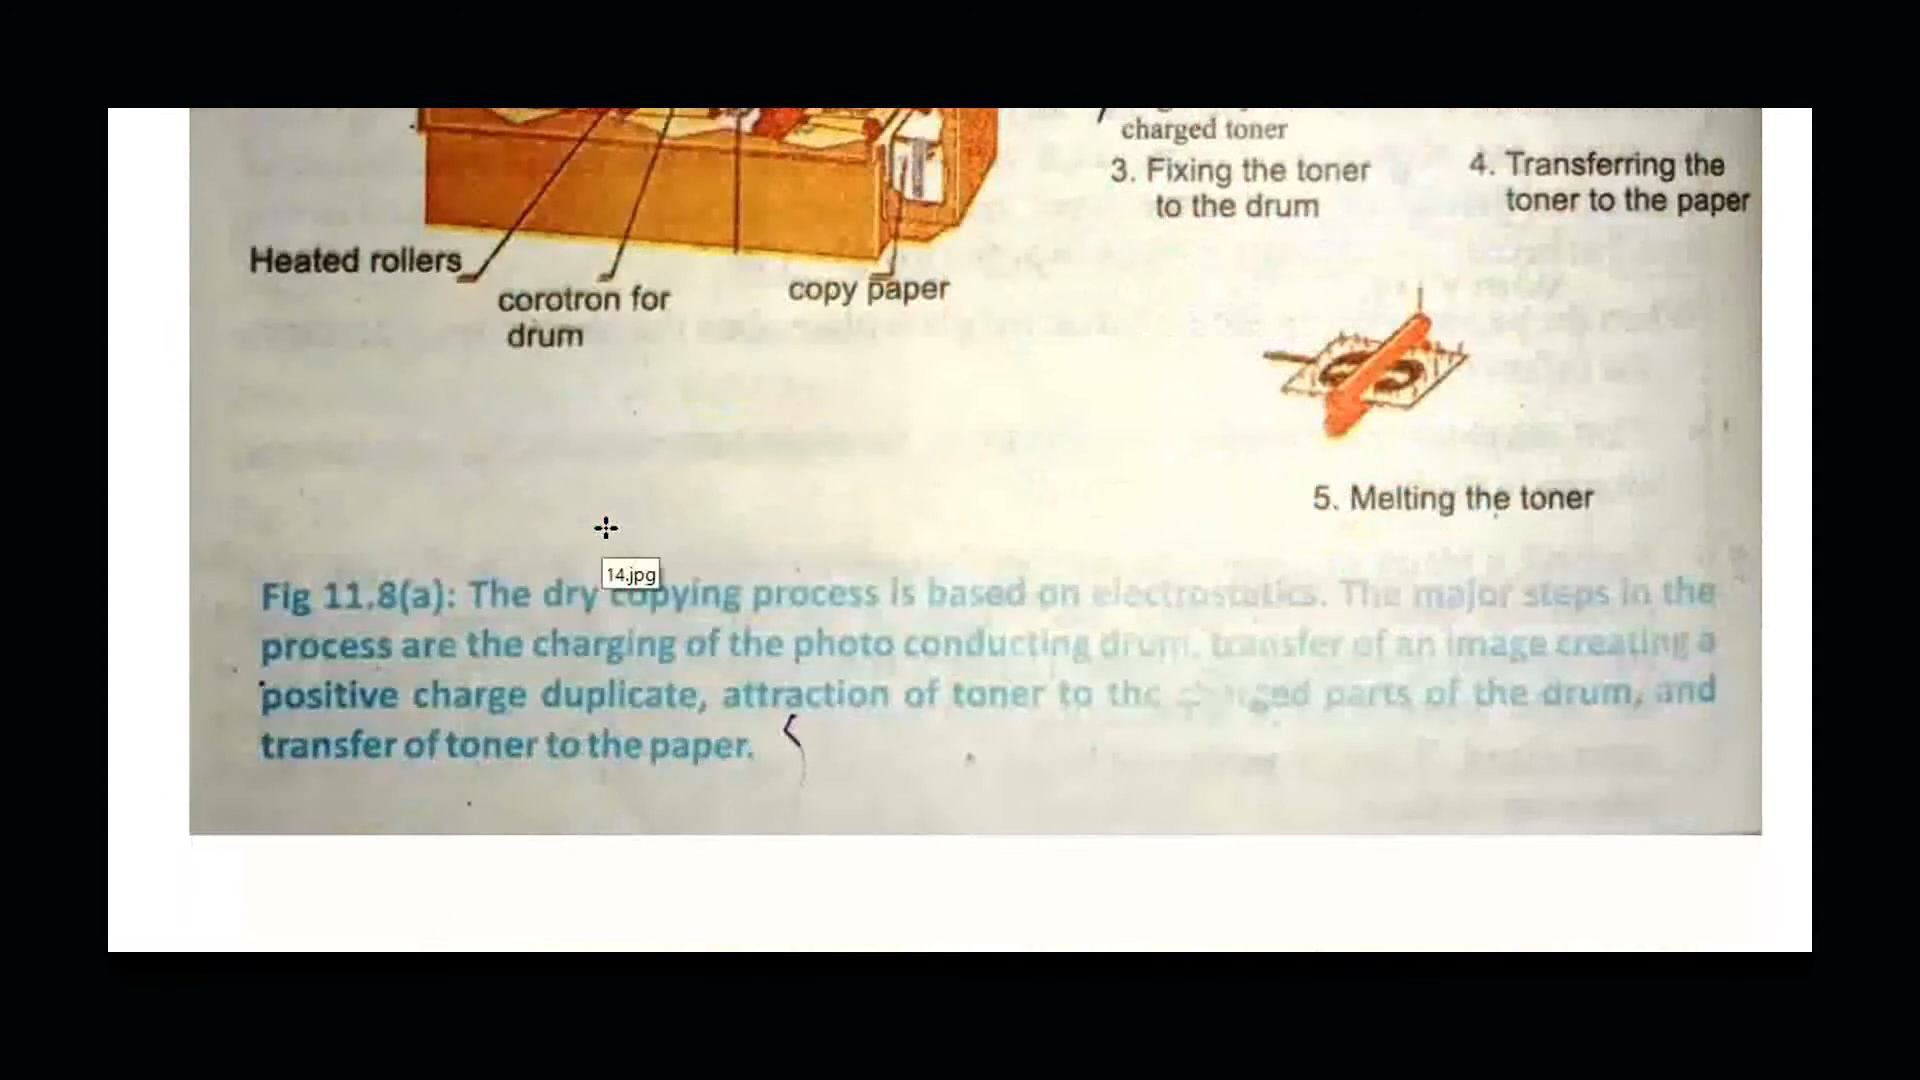 charged toner
3. Fixing the toner
to the drum
4. Transferring the
toner to the paper
Heated rollers
corotron for
drum
copy paper
5. Melting the toner
14.jpg
Fig 11.8(a): The dry copying process is based on electrostatics. The major steps in the
process are the charging of the photo conducting drum, transfer of an image creating a
positive charge duplicate, attraction of toner to the charged parts of the drum, and
transfer of toner to the paper.